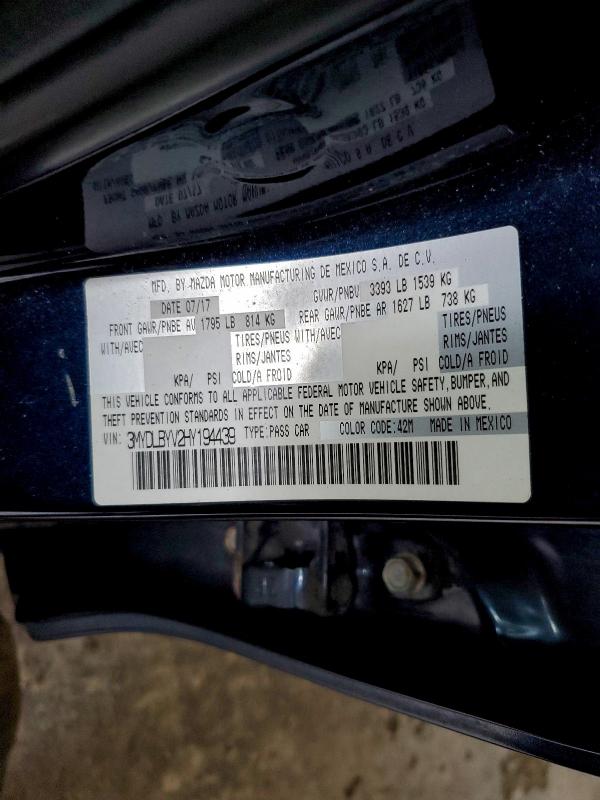 MFD. BY MAZDA MOTOR MANUFACTURING DE MEXICO S.A. DE C.V.
DATE 07/17 GVWR/PNBV 3393 LB 1539 KG
FRONT GAWR/PNBE AV 1795 LB 814 KG REAR GAWR/PNBE AR 1627 LB 738 KG
WITH/AVEC TIRES/PNEUS WITH/AVEC TIRES/PNEUS
RIMS/JANTES RIMS/JANTES
KPA/ PSI COLD/A FROID KPA/ PSI COLD/A FROID
THIS VEHICLE CONFORMS TO ALL APPLICABLE FEDERAL MOTOR VEHICLE SAFETY, BUMPER, AND
THEFT PREVENTION STANDARDS IN EFFECT ON THE DATE OF MANUFACTURE SHOWN ABOVE.
VIN: 3MYDLBYV2HY194439 TYPE: PASS CAR COLOR CODE: 42M MADE IN MEXICO